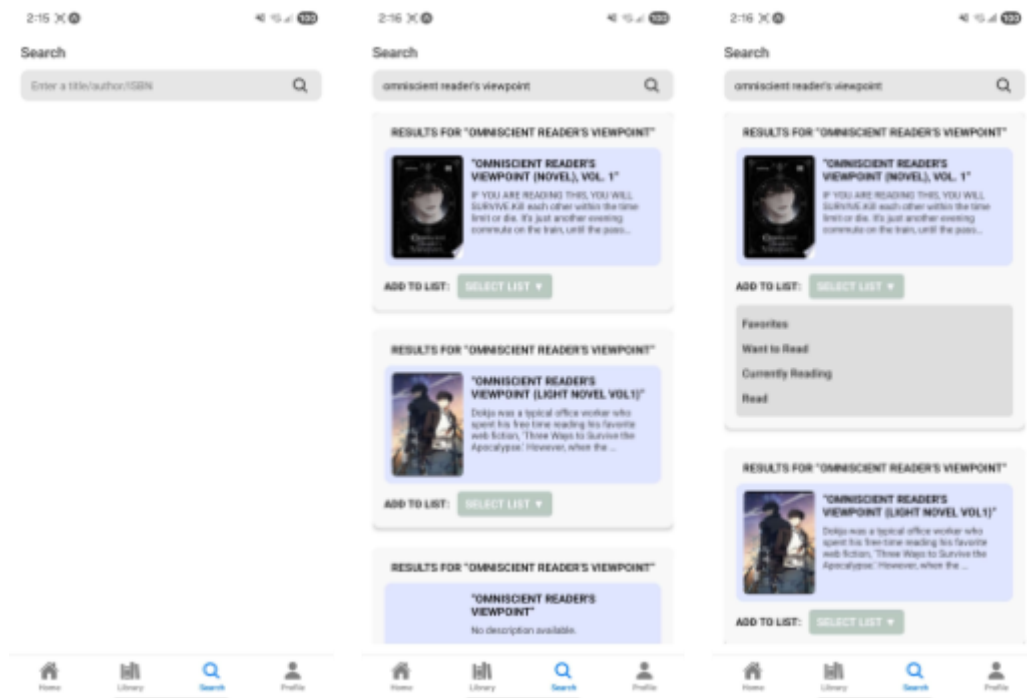 2:15
100
Search
Enter a title/author/ISBN
Home
Library
Search
Profile
2:16
100
Search
omniscient reader's viewpoint
RESULTS FOR "OMNISCIENT READER'S VIEWPOINT"
"OMNISCIENT READER'S
VIEWPOINT (NOVEL), VOL. 1"
IF YOU ARE READING THIS, YOU WILL
SURVIVE Kill each other within the time
limit or die. It's just another evening
commute on the train, until the pass...
ADD TO LIST:
SELECT LIST ▼
RESULTS FOR "OMNISCIENT READER'S VIEWPOINT"
"OMNISCIENT READER'S
VIEWPOINT (LIGHT NOVEL VOL1)"
Dokja was a typical office worker who
spent his free time reading his favorite
web fiction, 'Three Ways to Survive the
Apocalypse.' However, when the ...
ADD TO LIST:
SELECT LIST ▼
RESULTS FOR "OMNISCIENT READER'S VIEWPOINT"
"OMNISCIENT READER'S
VIEWPOINT"
No description available.
Home
Library
Search
Profile
2:16
100
Search
omniscient reader's viewpoint
RESULTS FOR "OMNISCIENT READER'S VIEWPOINT"
"OMNISCIENT READER'S
VIEWPOINT (NOVEL), VOL. 1"
IF YOU ARE READING THIS, YOU WILL
SURVIVE Kill each other within the time
limit or die. It's just another evening
commute on the train, until the pass...
ADD TO LIST:
SELECT LIST ▼
Favorites
Want to Read
Currently Reading
Read
RESULTS FOR "OMNISCIENT READER'S VIEWPOINT"
"OMNISCIENT READER'S
VIEWPOINT (LIGHT NOVEL VOL1)"
Dokja was a typical office worker who
spent his free time reading his favorite
web fiction, 'Three Ways to Survive the
Apocalypse.' However, when the ...
ADD TO LIST:
SELECT LIST ▼
Home
Library
Search
Profile